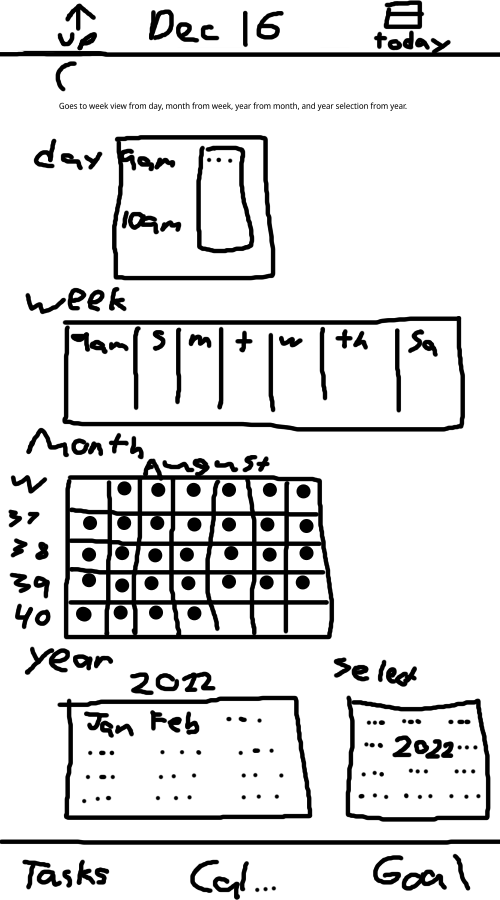 up Dec 16 today
Goes to week view from day, month from week, year from month, and year selection from year.
day 9am ...
10am
week
9am S m t w th Sa
Month
August
W
37
38
39
40
Year Select
2022
Jan Feb ... ... ... ...
... 2022 ...
... ... ... ... ... ...
... ... ...
... ... ... ... ... ...
Tasks Cal... Goal